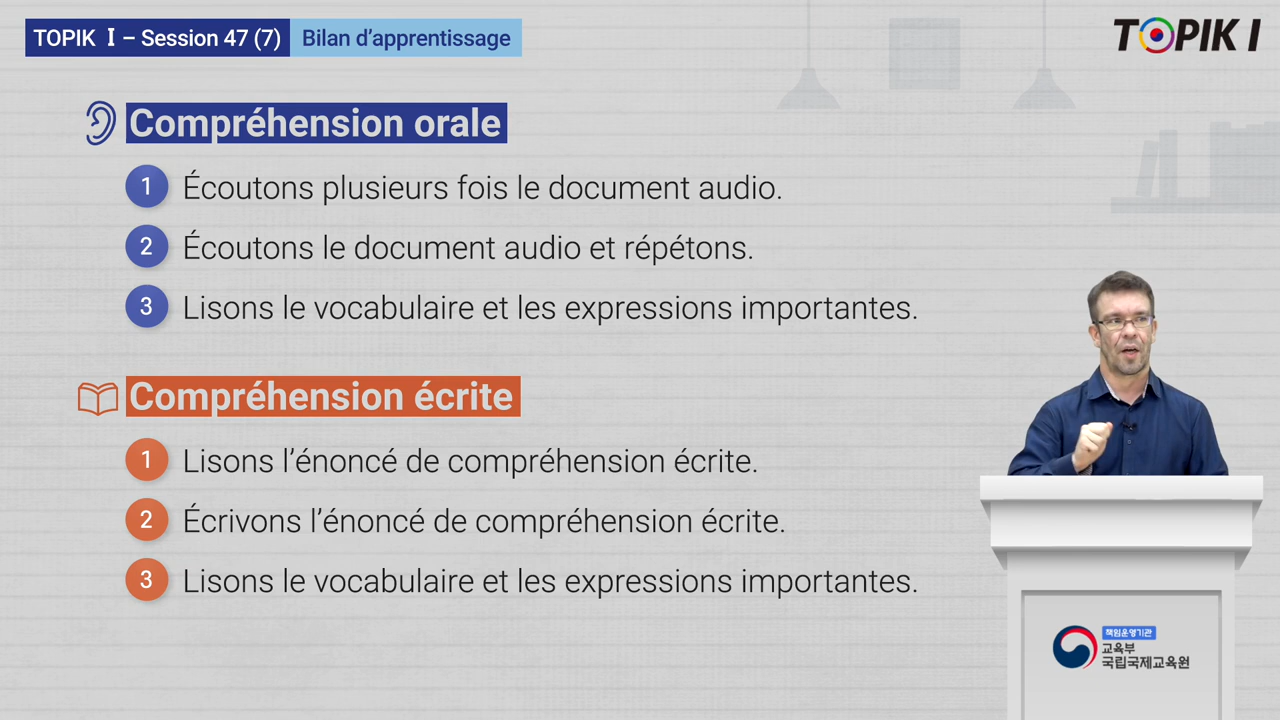 TOPIK I – Session 47 (7) Bilan d’apprentissage
TOPIK I
Compréhension orale
1 Écoutons plusieurs fois le document audio.
2 Écoutons le document audio et répétons.
3 Lisons le vocabulaire et les expressions importantes.
Compréhension écrite
1 Lisons l’énoncé de compréhension écrite.
2 Écrivons l’énoncé de compréhension écrite.
3 Lisons le vocabulaire et les expressions importantes.
책임운영기관
교육부
국립국제교육원